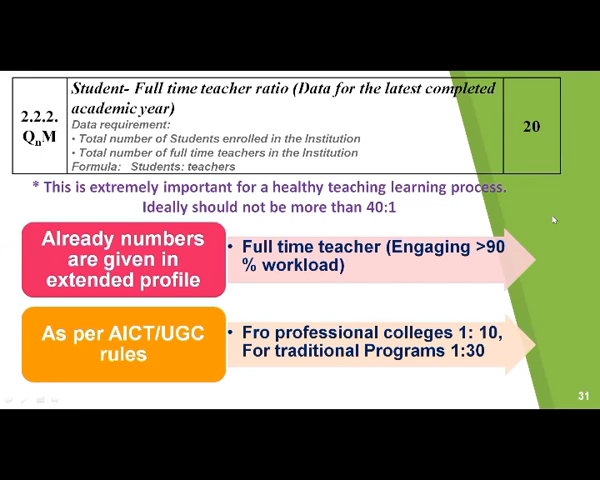 2.2.2.
QnM
Student- Full time teacher ratio (Data for the latest completed
academic year)
Data requirement:
• Total number of Students enrolled in the Institution
• Total number of full time teachers in the Institution
Formula: Students: teachers
20
* This is extremely important for a healthy teaching learning process.
Ideally should not be more than 40:1
Already numbers
are given in
extended profile
• Full time teacher (Engaging >90
% workload)
As per AICT/UGC
rules
• Fro professional colleges 1: 10,
For traditional Programs 1:30
31